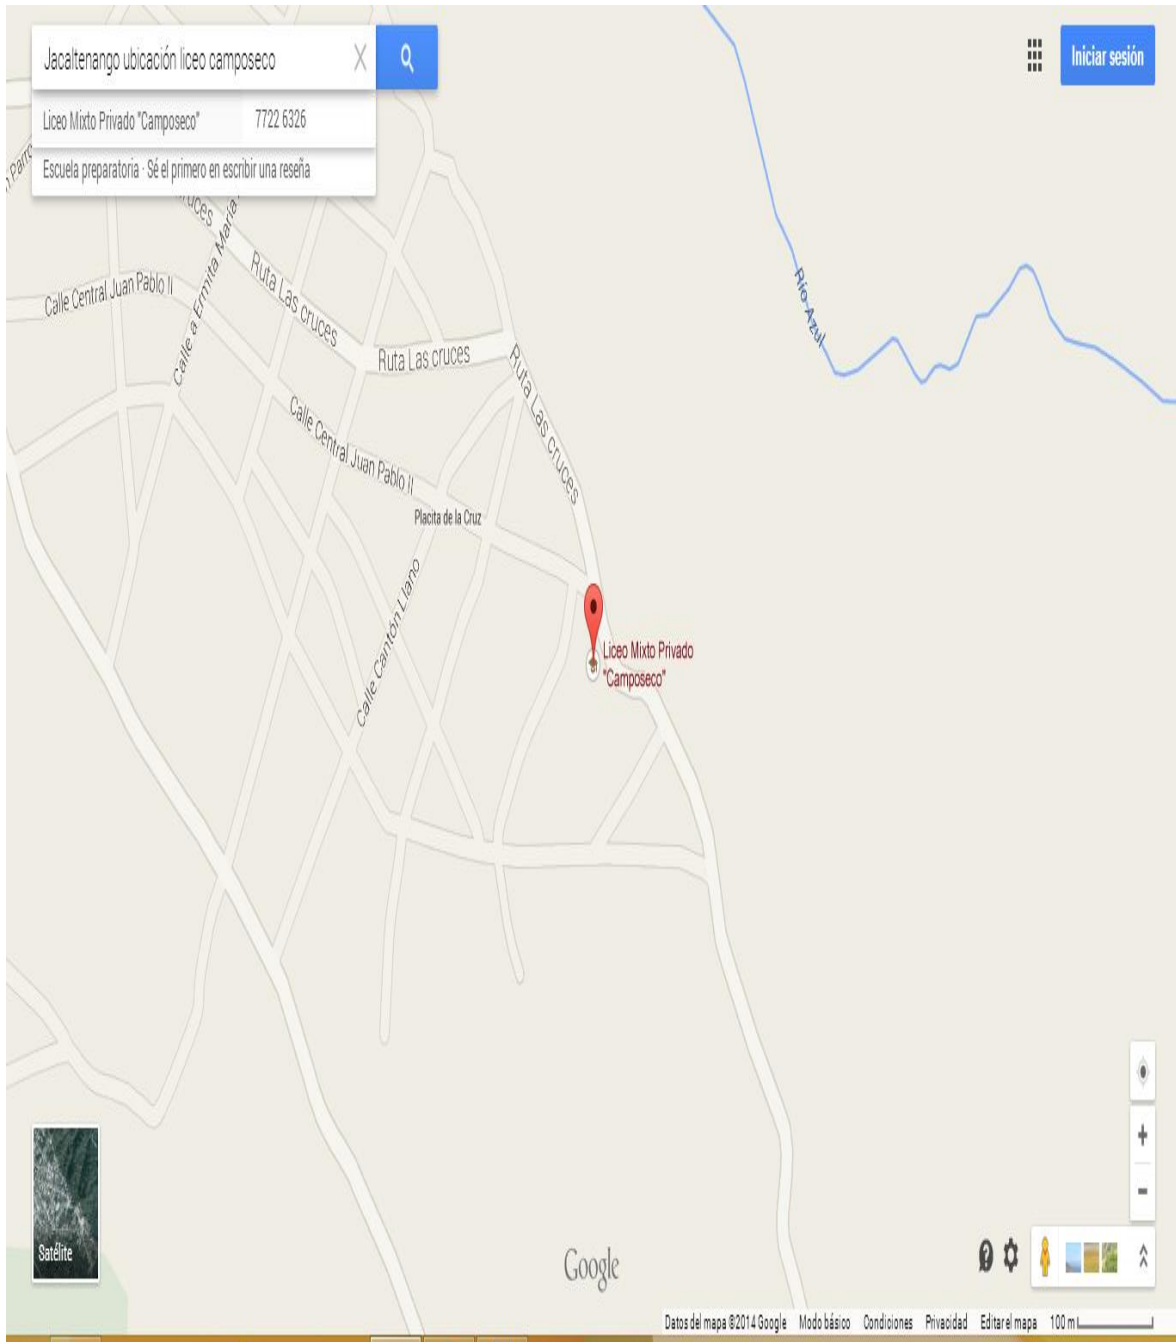 Jacaltenango ubicación liceo camposeco
Iniciar sesión
Liceo Mixto Privado "Camposeco" 7722 6326
Escuela preparatoria · Sé el primero en escribir una reseña
Calle a Ermita María
Calle Central Juan Pablo II
Ruta Las cruces
Ruta Las cruces
Ruta Las cruces
Río Azul
Calle Central Juan Pablo II
Placita de la Cruz
Calle Cantón Llano
Liceo Mixto Privado
"Camposeco"
Satélite
Google
Datos del mapa ©2014 Google Modo básico Condiciones Privacidad Editar el mapa 100 m